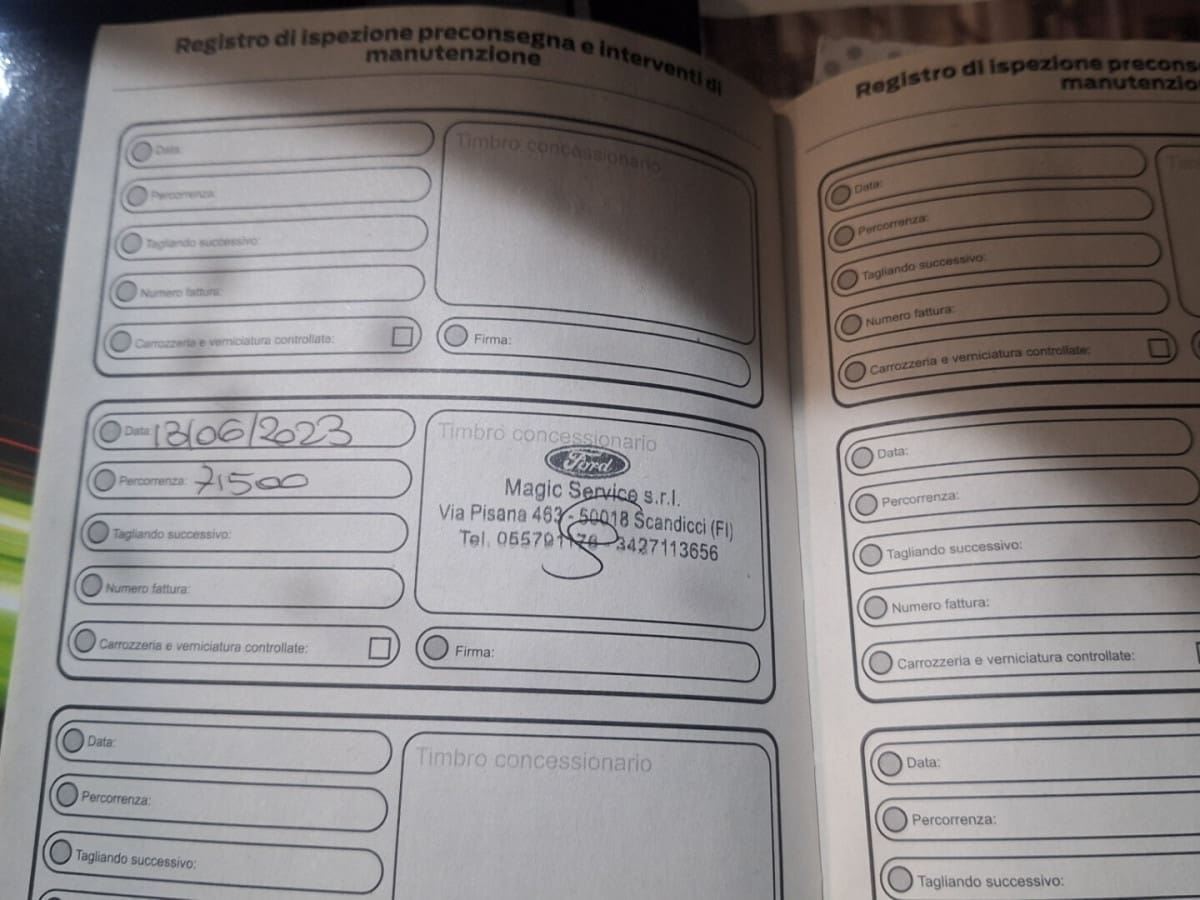 Registro di ispezione preconsegna e interventi di
manutenzione
Data:
Percorrenza:
Tagliando successivo:
Numero fattura:
Carrozzeria e verniciatura controllate:
Timbro concessionario
Firma:
Data: 13/06/2023
Percorrenza: 71500
Tagliando successivo:
Numero fattura:
Carrozzeria e verniciatura controllate:
Timbro concessionario
Ford
Magic Service s.r.l.
Via Pisana 463 - 50018 Scandicci (FI)
Tel. - 3427113656
Firma:
Data:
Percorrenza:
Tagliando successivo:
Timbro concessionario
Registro di ispezione precons
manutenzio
Data:
Percorrenza:
Tagliando successivo:
Numero fattura:
Carrozzeria e verniciatura controllate:
Data:
Percorrenza:
Tagliando successivo:
Numero fattura:
Carrozzeria e verniciatura controllate:
Data:
Percorrenza:
Tagliando successivo: